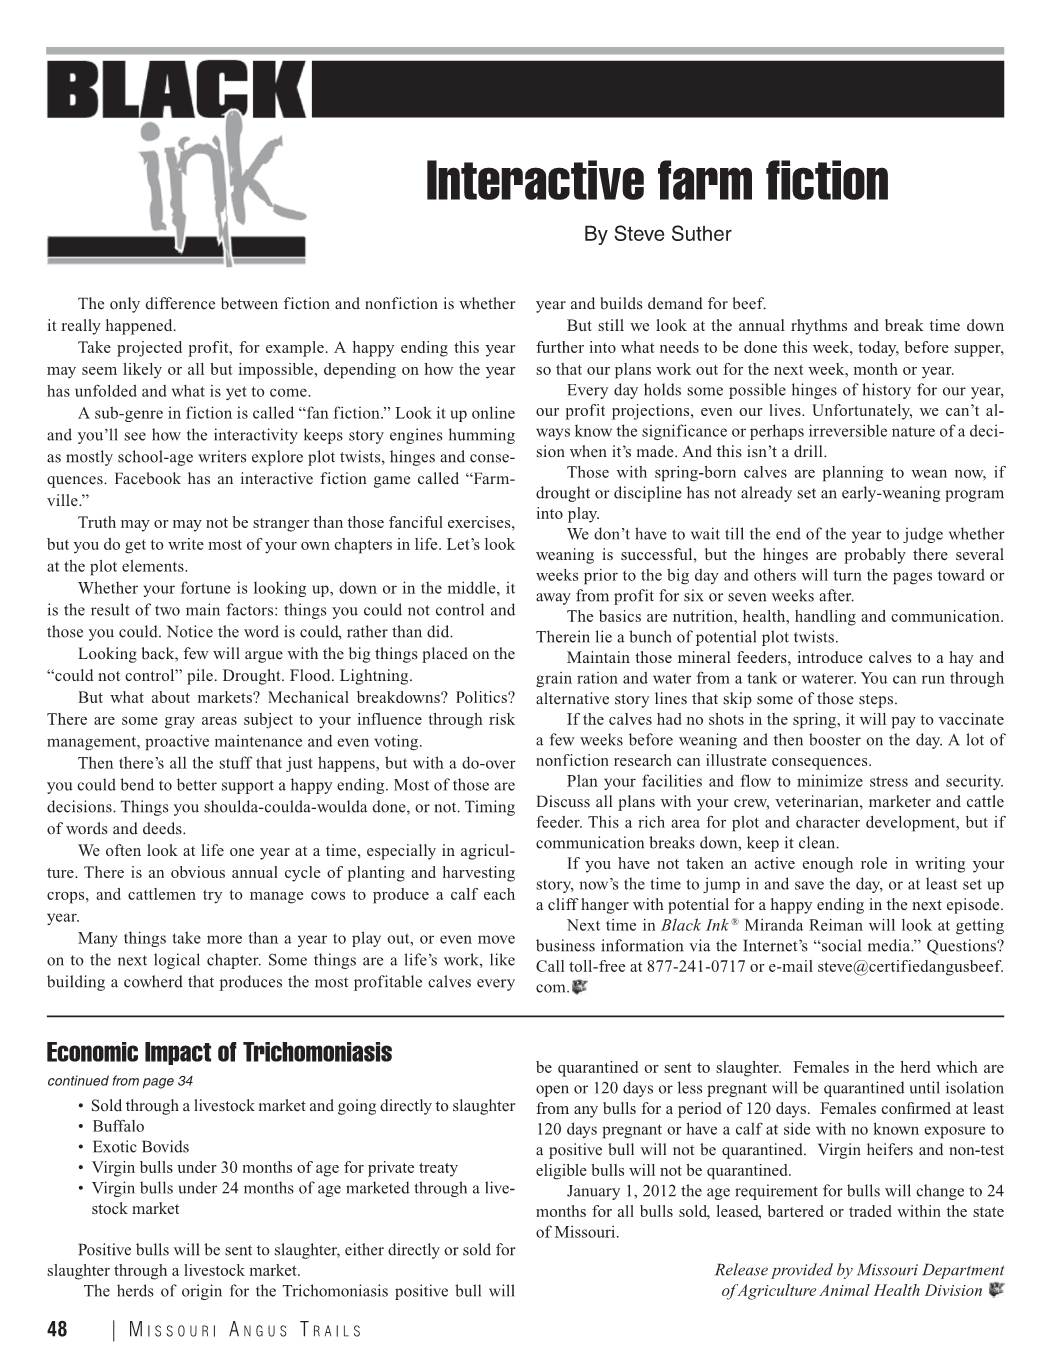 BLACK
ink
Interactive farm fiction
By Steve Suther
The only difference between fiction and nonfiction is whether
it really happened.
Take projected profit, for example. A happy ending this year
may seem likely or all but impossible, depending on how the year
has unfolded and what is yet to come.
A sub-genre in fiction is called “fan fiction.” Look it up online
and you’ll see how the interactivity keeps story engines humming
as mostly school-age writers explore plot twists, hinges and conse-
quences. Facebook has an interactive fiction game called “Farm-
ville.”
Truth may or may not be stranger than those fanciful exercises,
but you do get to write most of your own chapters in life. Let’s look
at the plot elements.
Whether your fortune is looking up, down or in the middle, it
is the result of two main factors: things you could not control and
those you could. Notice the word is could, rather than did.
Looking back, few will argue with the big things placed on the
“could not control” pile. Drought. Flood. Lightning.
But what about markets? Mechanical breakdowns? Politics?
There are some gray areas subject to your influence through risk
management, proactive maintenance and even voting.
Then there’s all the stuff that just happens, but with a do-over
you could bend to better support a happy ending. Most of those are
decisions. Things you shoulda-coulda-woulda done, or not. Timing
of words and deeds.
We often look at life one year at a time, especially in agricul-
ture. There is an obvious annual cycle of planting and harvesting
crops, and cattlemen try to manage cows to produce a calf each
year.
Many things take more than a year to play out, or even move
on to the next logical chapter. Some things are a life’s work, like
building a cowherd that produces the most profitable calves every
year and builds demand for beef.
But still we look at the annual rhythms and break time down
further into what needs to be done this week, today, before supper,
so that our plans work out for the next week, month or year.
Every day holds some possible hinges of history for our year,
our profit projections, even our lives. Unfortunately, we can’t al-
ways know the significance or perhaps irreversible nature of a deci-
sion when it’s made. And this isn’t a drill.
Those with spring-born calves are planning to wean now, if
drought or discipline has not already set an early-weaning program
into play.
We don’t have to wait till the end of the year to judge whether
weaning is successful, but the hinges are probably there several
weeks prior to the big day and others will turn the pages toward or
away from profit for six or seven weeks after.
The basics are nutrition, health, handling and communication.
Therein lie a bunch of potential plot twists.
Maintain those mineral feeders, introduce calves to a hay and
grain ration and water from a tank or waterer. You can run through
alternative story lines that skip some of those steps.
If the calves had no shots in the spring, it will pay to vaccinate
a few weeks before weaning and then booster on the day. A lot of
nonfiction research can illustrate consequences.
Plan your facilities and flow to minimize stress and security.
Discuss all plans with your crew, veterinarian, marketer and cattle
feeder. This a rich area for plot and character development, but if
communication breaks down, keep it clean.
If you have not taken an active enough role in writing your
story, now’s the time to jump in and save the day, or at least set up
a cliff hanger with potential for a happy ending in the next episode.
Next time in Black Ink® Miranda Reiman will look at getting
business information via the Internet’s “social media.” Questions?
Call toll-free at 877-241-0717 or e-mail steve@certifiedangusbeef.
com.
Economic Impact of Trichomoniasis
continued from page 34
• Sold through a livestock market and going directly to slaughter
• Buffalo
• Exotic Bovids
• Virgin bulls under 30 months of age for private treaty
• Virgin bulls under 24 months of age marketed through a live-
stock market
Positive bulls will be sent to slaughter, either directly or sold for
slaughter through a livestock market.
The herds of origin for the Trichomoniasis positive bull will
be quarantined or sent to slaughter. Females in the herd which are
open or 120 days or less pregnant will be quarantined until isolation
from any bulls for a period of 120 days. Females confirmed at least
120 days pregnant or have a calf at side with no known exposure to
a positive bull will not be quarantined. Virgin heifers and non-test
eligible bulls will not be quarantined.
January 1, 2012 the age requirement for bulls will change to 24
months for all bulls sold, leased, bartered or traded within the state
of Missouri.
Release provided by Missouri Department
of Agriculture Animal Health Division
48 | MISSOURI ANGUS TRAILS